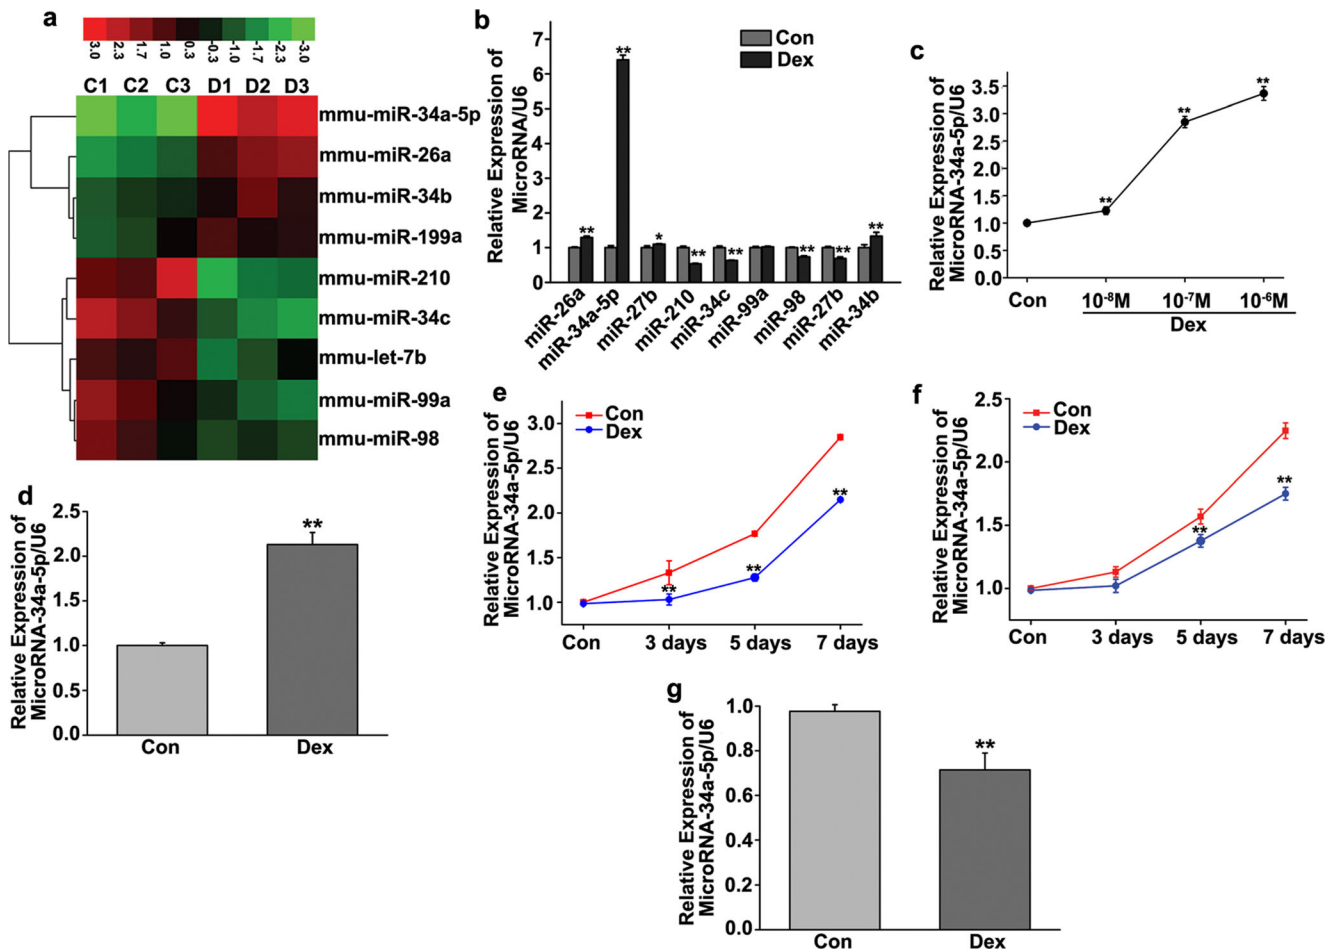 a
3.0
2.3
1.7
1.0
0.3
-0.3
-1.0
-1.7
-2.3
-3.0
C1 C2 C3 D1 D2 D3
mmu-miR-34a-5p
mmu-miR-26a
mmu-miR-34b
mmu-miR-199a
mmu-miR-210
mmu-miR-34c
mmu-let-7b
mmu-miR-99a
mmu-miR-98
b
Relative Expression of
MicroRNA/U6
7
6
5
4
3
2
1
0
Con
Dex
**
**
*
**
**
**
**
**
miR-26a
miR-34a-5p
miR-27b
miR-210
miR-34c
miR-99a
miR-98
miR-27b
miR-34b
c
Relative Expression of
MicroRNA-34a-5p/U6
3.5
3.0
2.5
2.0
1.5
1.0
0.5
0.0
**
**
**
Con 10-8M 10-7M 10-6M
Dex
d
Relative Expression of
MicroRNA-34a-5p/U6
2.5
2.0
1.5
1.0
0.5
0.0
**
Con Dex
e
Relative Expression of
MicroRNA-34a-5p/U6
3.0
2.5
2.0
1.5
1.0
Con
Dex
**
**
**
Con 3 days 5 days 7 days
f
Relative Expression of
MicroRNA-34a-5p/U6
2.5
2.0
1.5
1.0
Con
Dex
**
**
Con 3 days 5 days 7 days
g
Relative Expression of
MicroRNA-34a-5p/U6
1.0
0.8
0.6
0.4
0.2
0.0
**
Con Dex